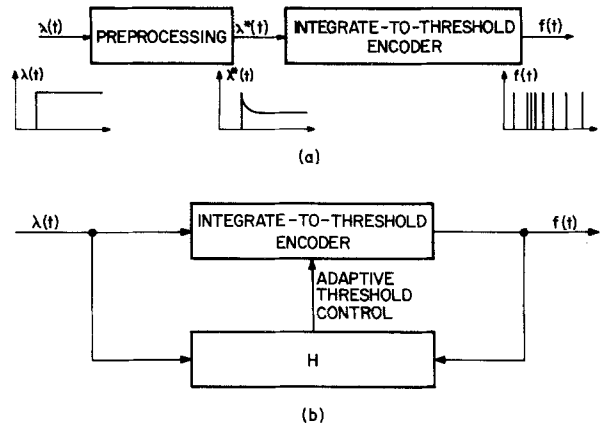 λ(t) PREPROCESSING λ*(t) INTEGRATE-TO-THRESHOLD ENCODER f(t)
λ(t) λ*(t) f(t)
(a)
λ(t) INTEGRATE-TO-THRESHOLD ENCODER f(t)
ADAPTIVE
THRESHOLD
CONTROL
H
(b)